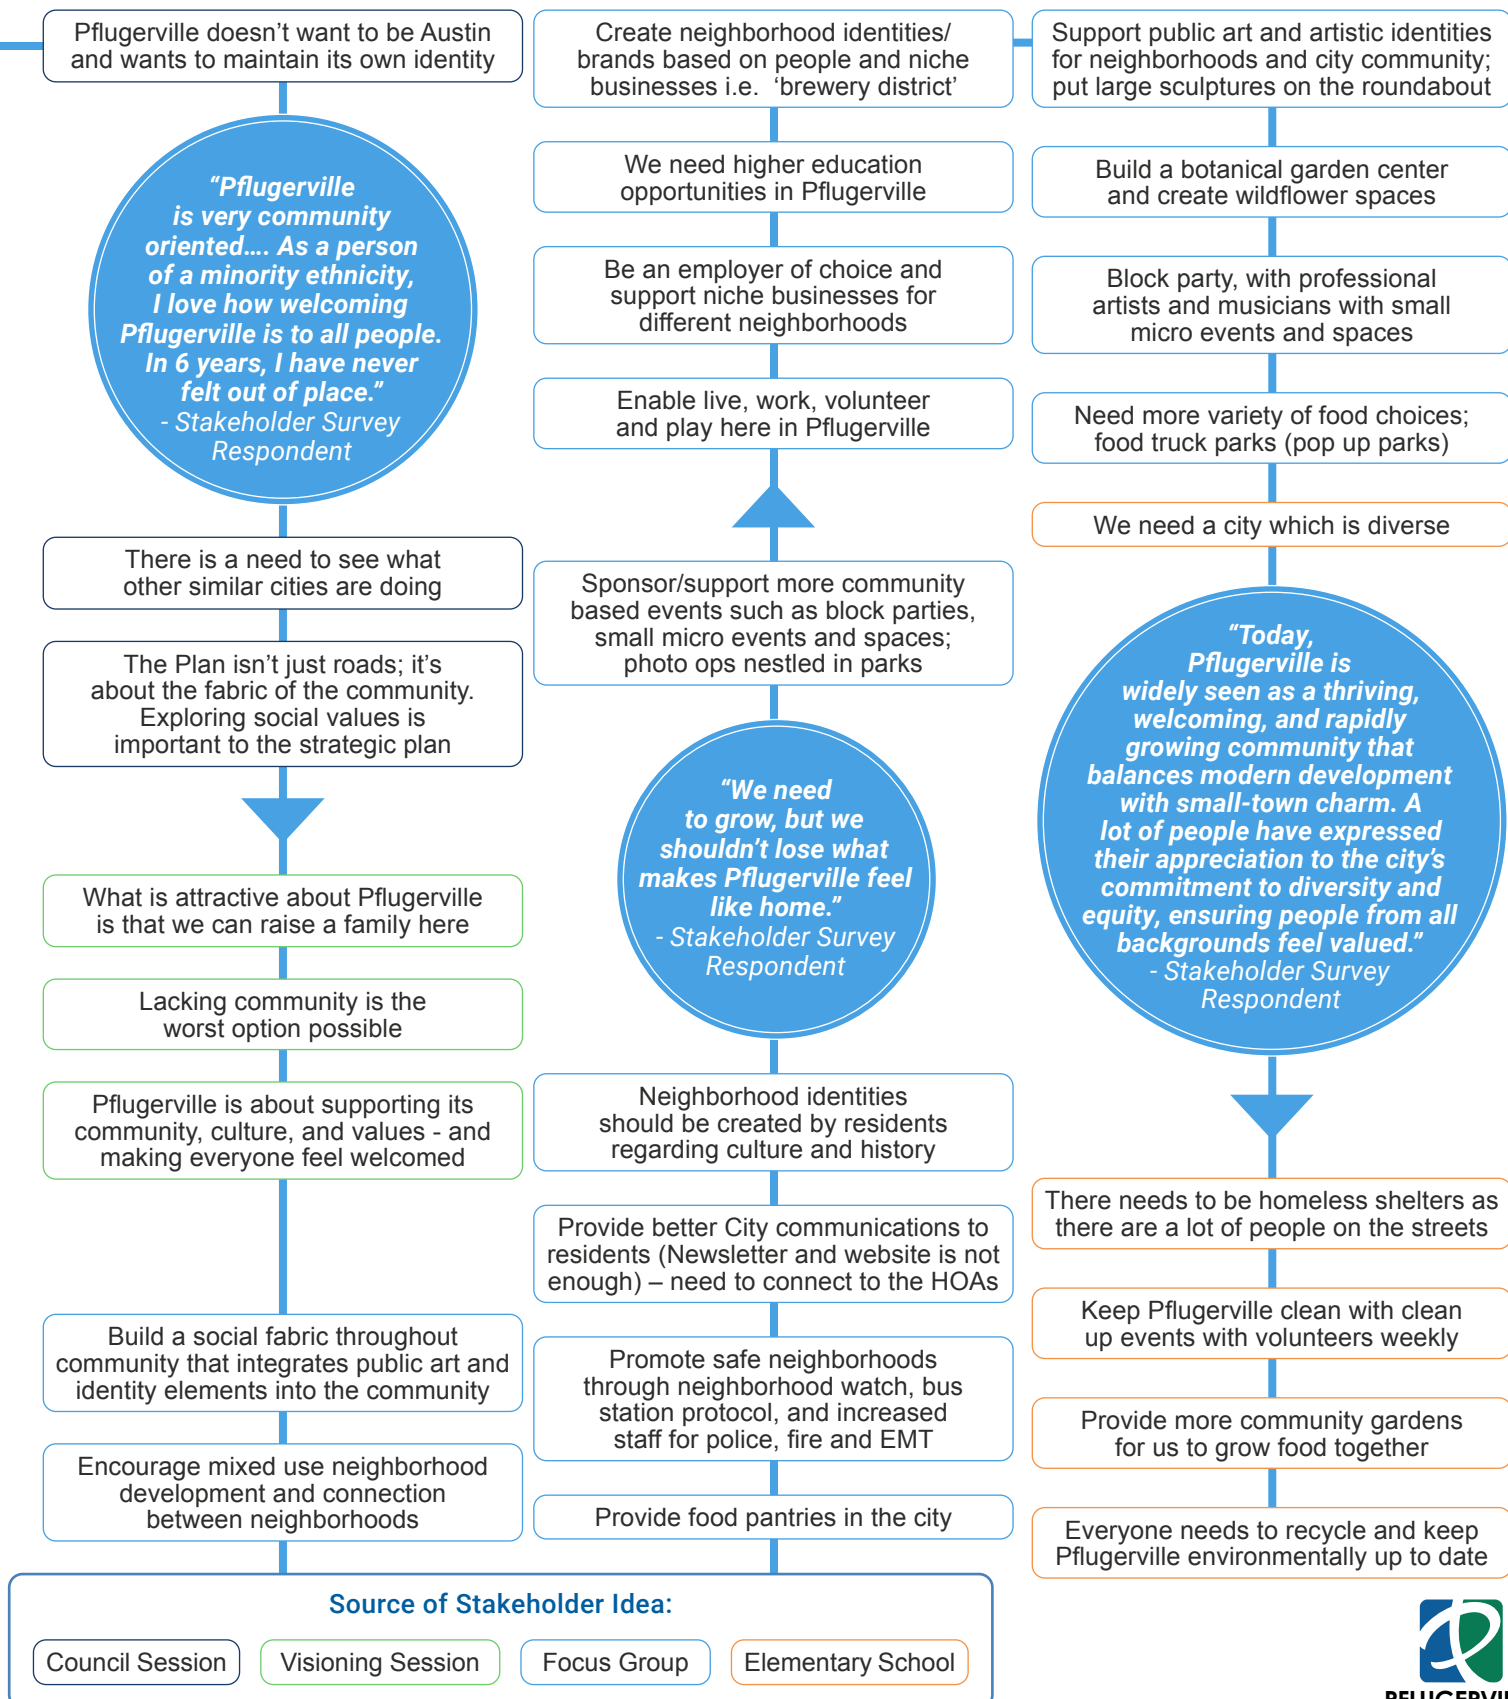 Pflugerville doesn’t want to be Austin
and wants to maintain its own identity
“Pflugerville
is very community
oriented.... As a person
of a minority ethnicity,
I love how welcoming
Pflugerville is to all people.
In 6 years, I have never
felt out of place.”
- Stakeholder Survey
Respondent
There is a need to see what
other similar cities are doing
The Plan isn’t just roads; it’s
about the fabric of the community.
Exploring social values is
important to the strategic plan
What is attractive about Pflugerville
is that we can raise a family here
Lacking community is the
worst option possible
Pflugerville is about supporting its
community, culture, and values - and
making everyone feel welcomed
Build a social fabric throughout
community that integrates public art and
identity elements into the community
Encourage mixed use neighborhood
development and connection
between neighborhoods
Create neighborhood identities/
brands based on people and niche
businesses i.e. ‘brewery district’
We need higher education
opportunities in Pflugerville
Be an employer of choice and
support niche businesses for
different neighborhoods
Enable live, work, volunteer
and play here in Pflugerville
Sponsor/support more community
based events such as block parties,
small micro events and spaces;
photo ops nestled in parks
“We need
to grow, but we
shouldn’t lose what
makes Pflugerville feel
like home.”
- Stakeholder Survey
Respondent
Neighborhood identities
should be created by residents
regarding culture and history
Provide better City communications to
residents (Newsletter and website is not
enough) – need to connect to the HOAs
Promote safe neighborhoods
through neighborhood watch, bus
station protocol, and increased
staff for police, fire and EMT
Provide food pantries in the city
Support public art and artistic identities
for neighborhoods and city community;
put large sculptures on the roundabout
Build a botanical garden center
and create wildflower spaces
Block party, with professional
artists and musicians with small
micro events and spaces
Need more variety of food choices;
food truck parks (pop up parks)
We need a city which is diverse
“Today,
Pflugerville is
widely seen as a thriving,
welcoming, and rapidly
growing community that
balances modern development
with small-town charm. A
lot of people have expressed
their appreciation to the city’s
commitment to diversity and
equity, ensuring people from all
backgrounds feel valued.”
- Stakeholder Survey
Respondent
There needs to be homeless shelters as
there are a lot of people on the streets
Keep Pflugerville clean with clean
up events with volunteers weekly
Provide more community gardens
for us to grow food together
Everyone needs to recycle and keep
Pflugerville environmentally up to date
Source of Stakeholder Idea:
Council Session
Visioning Session
Focus Group
Elementary School